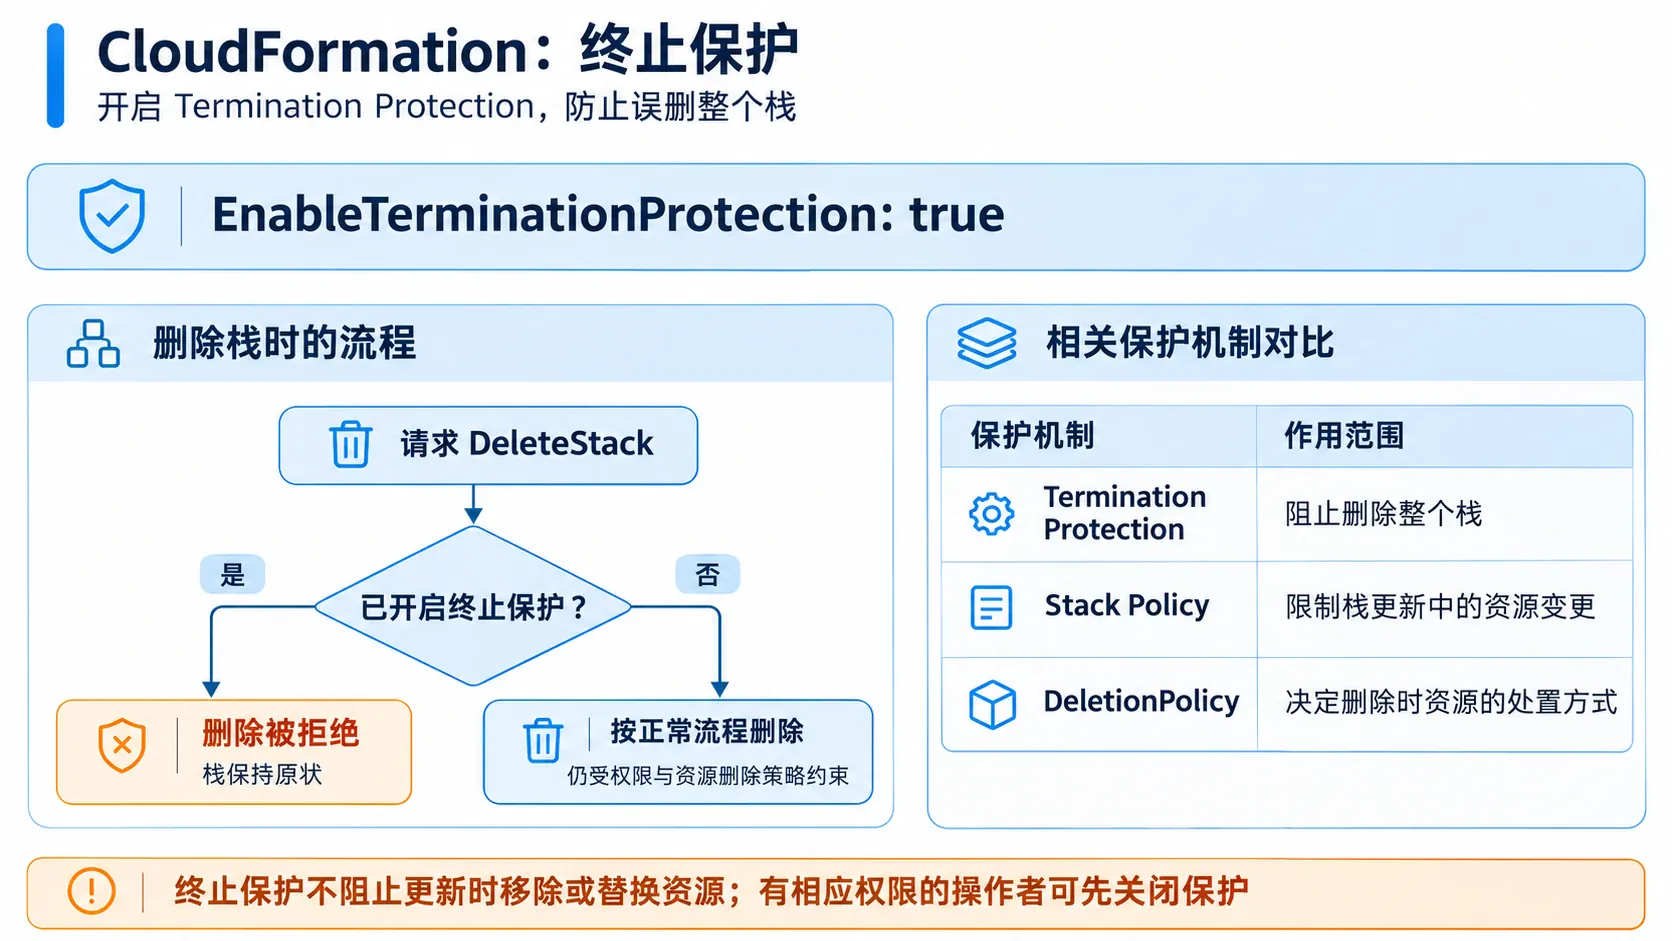 CloudFormation：终止保护
开启 Termination Protection，防止误删整个栈
EnableTerminationProtection: true
删除栈时的流程
请求 DeleteStack
已开启终止保护？
是
否
删除被拒绝
栈保持原状
按正常流程删除
仍受权限与资源删除策略约束
相关保护机制对比
保护机制
作用范围
Termination
Protection
阻止删除整个栈
Stack Policy
限制栈更新中的资源变更
DeletionPolicy
决定删除时资源的处置方式
终止保护不阻止更新时移除或替换资源；有相应权限的操作者可先关闭保护